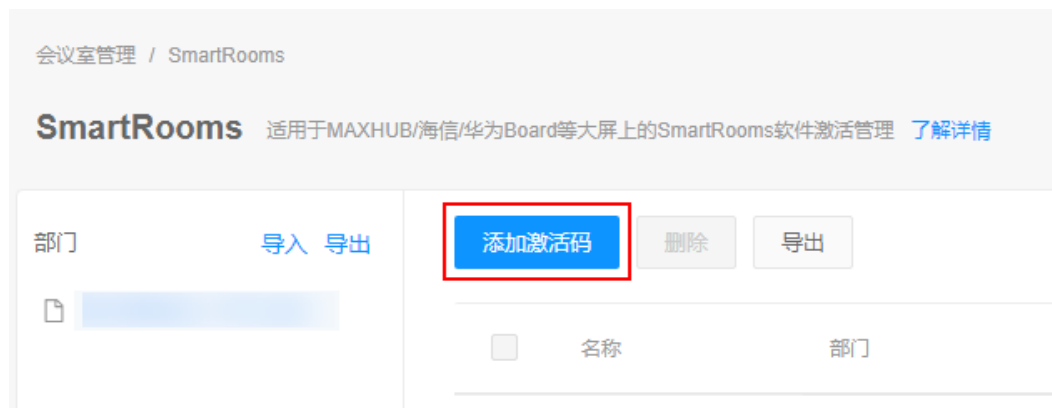 会议室管理 / SmartRooms
SmartRooms 适用于MAXHUB/海信/华为Board等大屏上的SmartRooms软件激活管理 了解详情
部门 导入 导出 添加激活码 删除 导出
名称 部门